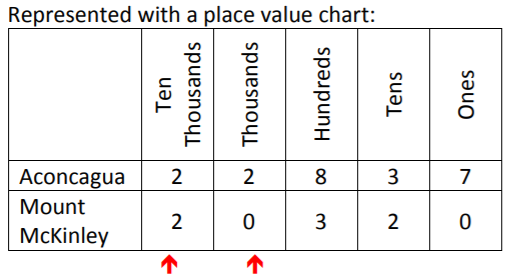 Represented with a place value chart:
Ten
Thousands
Thousands
Hundreds
Tens
Ones
Aconcagua 2 2 8 3 7
Mount
McKinley 2 0 3 2 0